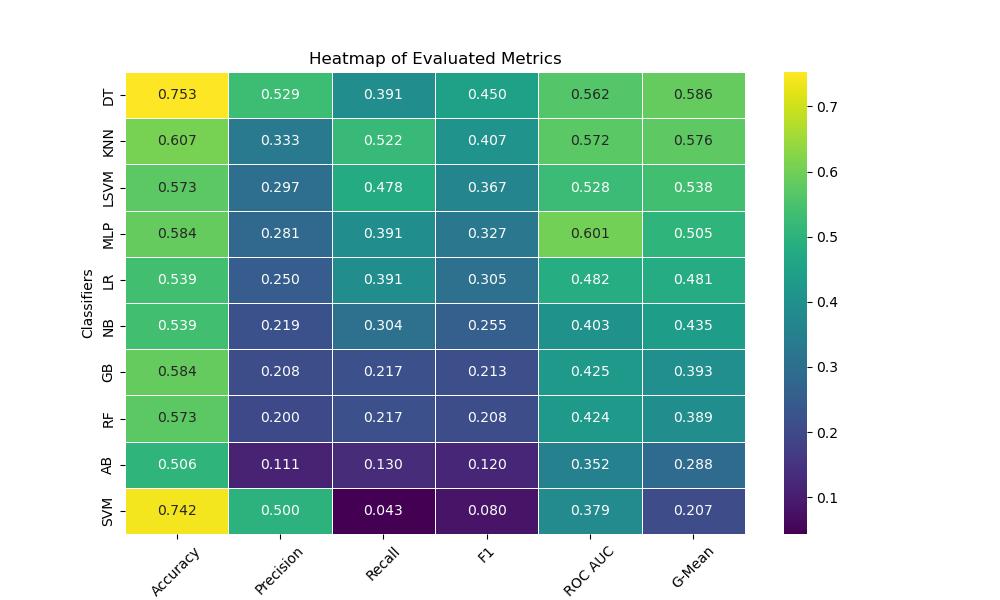 Heatmap of Evaluated Metrics
Classifiers
DT 0.753 0.529 0.391 0.450 0.562 0.586
KNN 0.607 0.333 0.522 0.407 0.572 0.576
LSVM 0.573 0.297 0.478 0.367 0.528 0.538
MLP 0.584 0.281 0.391 0.327 0.601 0.505
LR 0.539 0.250 0.391 0.305 0.482 0.481
NB 0.539 0.219 0.304 0.255 0.403 0.435
GB 0.584 0.208 0.217 0.213 0.425 0.393
RF 0.573 0.200 0.217 0.208 0.424 0.389
AB 0.506 0.111 0.130 0.120 0.352 0.288
SVM 0.742 0.500 0.043 0.080 0.379 0.207
Accuracy Precision Recall F1 ROC AUC G-Mean
0.7
0.6
0.5
0.4
0.3
0.2
0.1